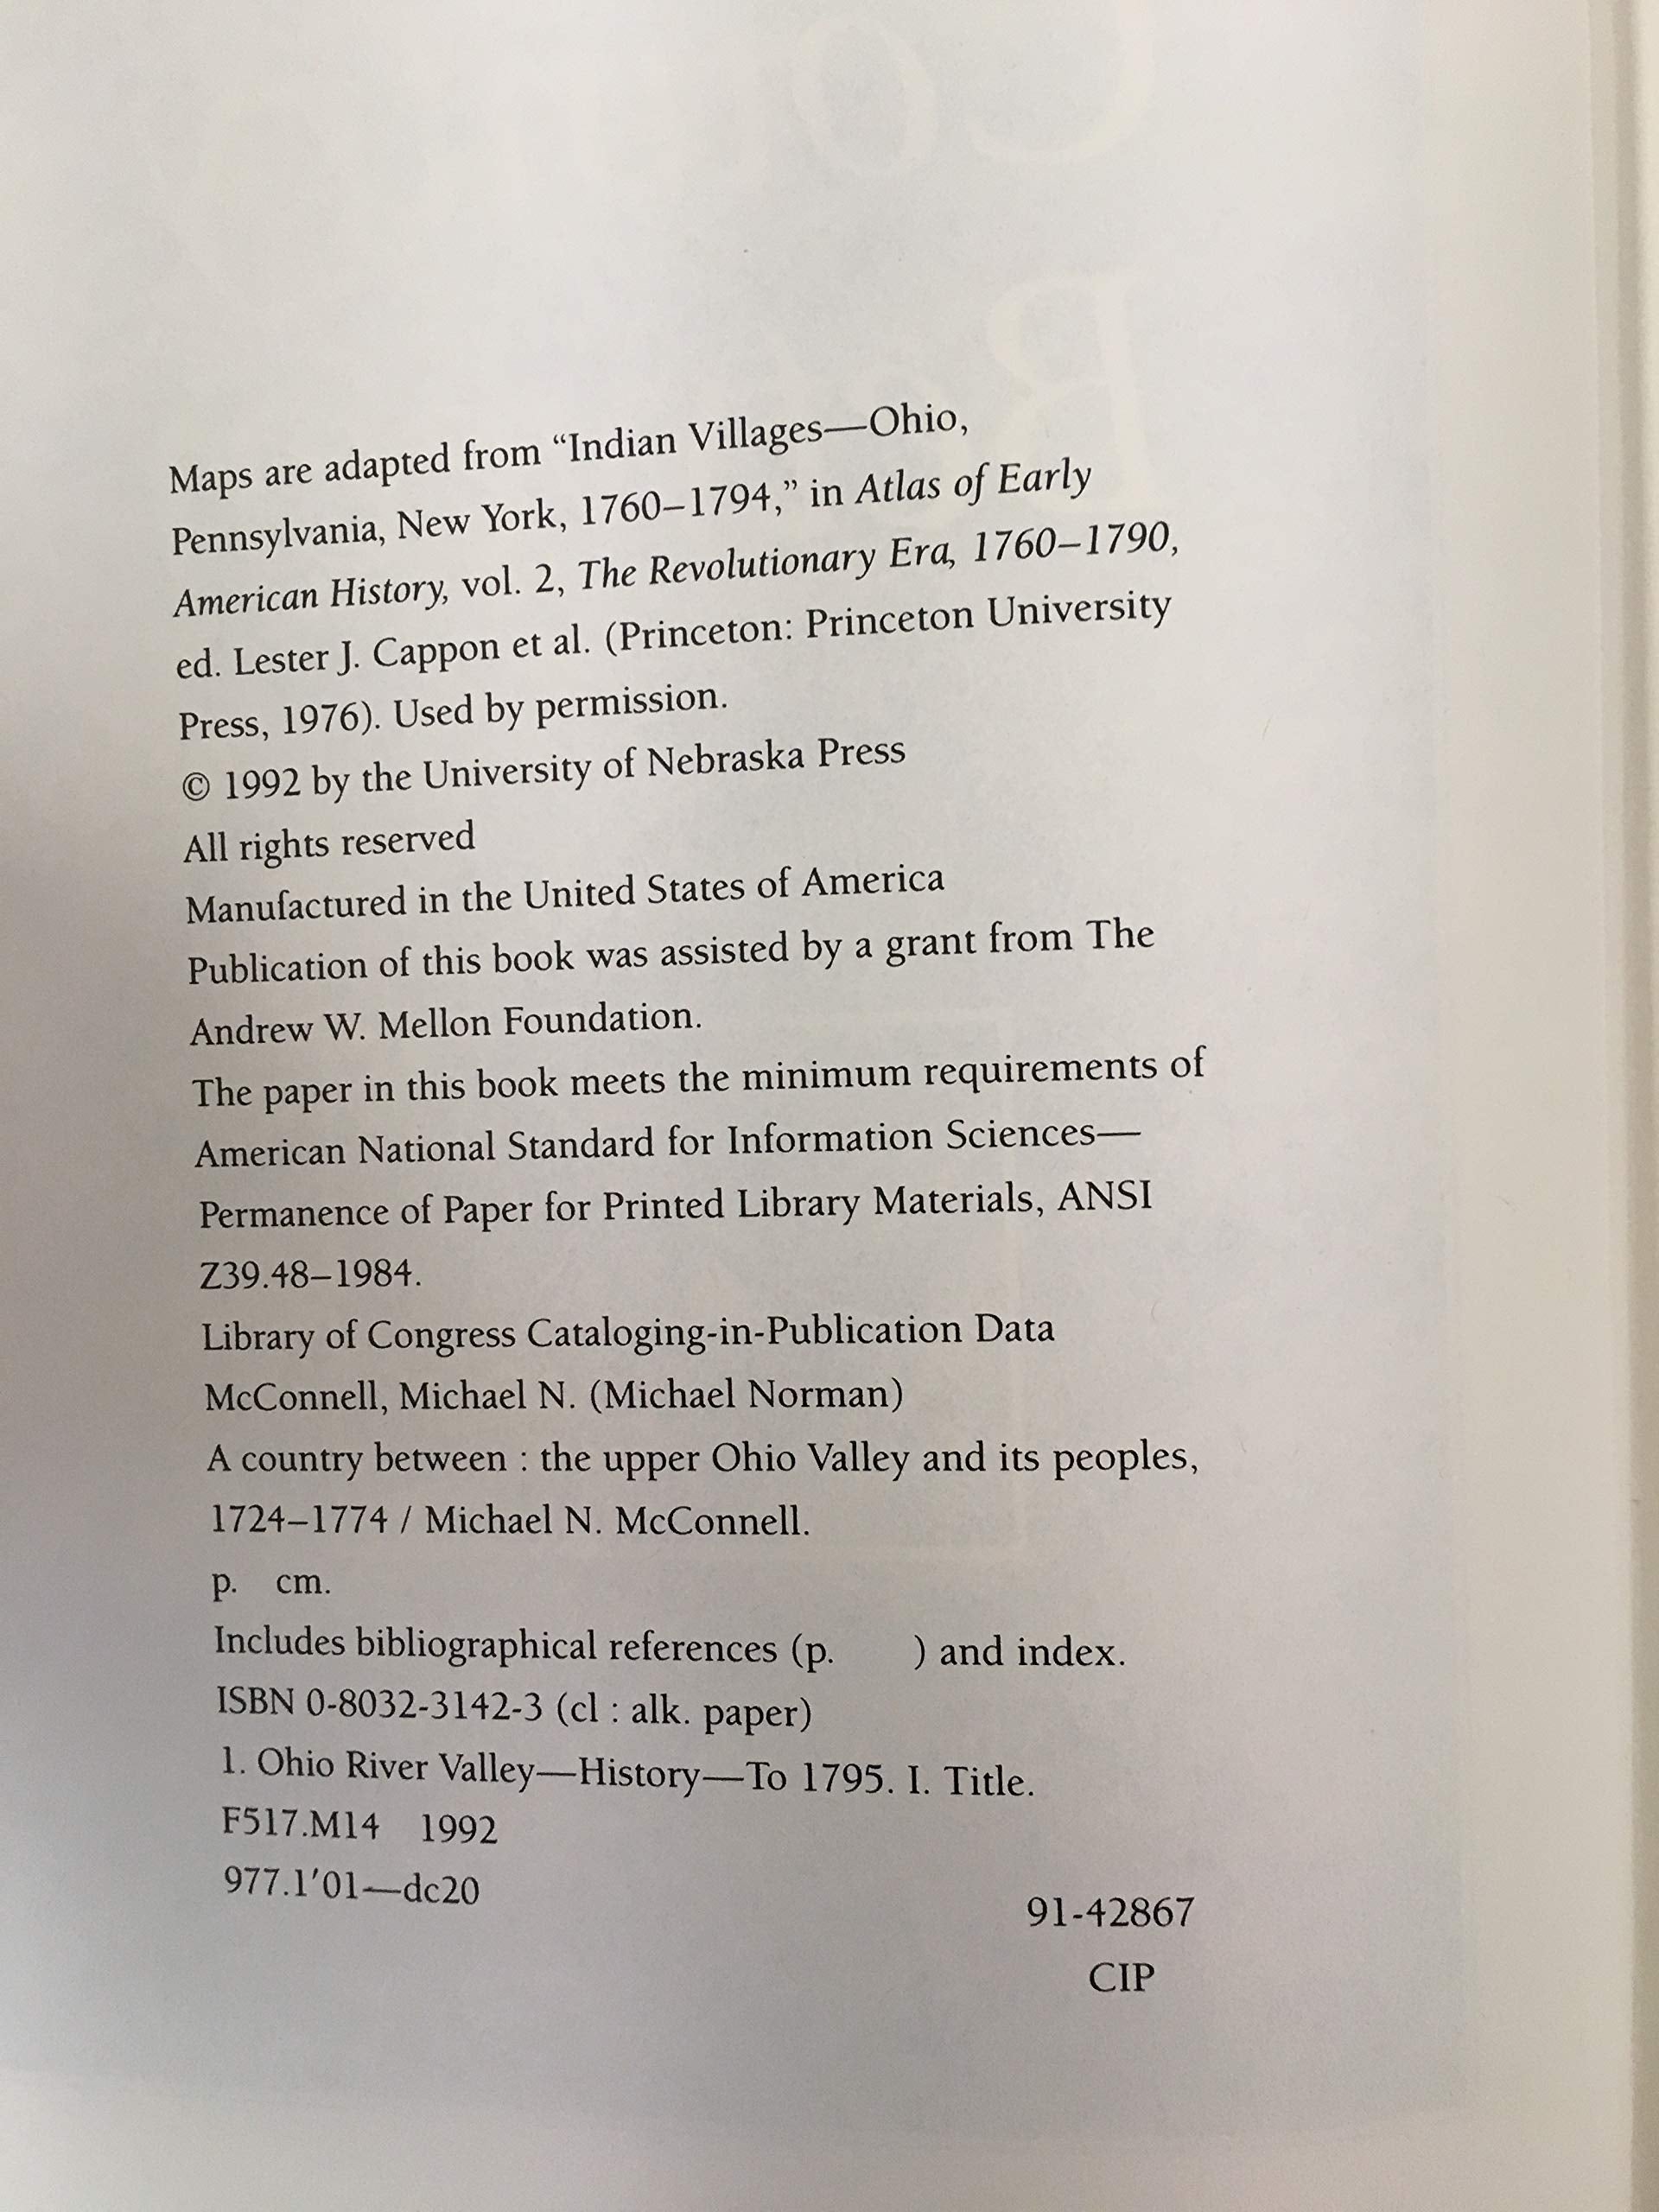 Maps are adapted from “Indian Villages—Ohio,
Pennsylvania, New York, 1760–1794,” in Atlas of Early
American History, vol. 2, The Revolutionary Era, 1760–1790,
ed. Lester J. Cappon et al. (Princeton: Princeton University
Press, 1976). Used by permission.
© 1992 by the University of Nebraska Press
All rights reserved
Manufactured in the United States of America
Publication of this book was assisted by a grant from The
Andrew W. Mellon Foundation.
The paper in this book meets the minimum requirements of
American National Standard for Information Sciences—
Permanence of Paper for Printed Library Materials, ANSI
Z39.48–1984.
Library of Congress Cataloging-in-Publication Data
McConnell, Michael N. (Michael Norman)
A country between : the upper Ohio Valley and its peoples,
1724–1774 / Michael N. McConnell.
p. cm.
Includes bibliographical references (p. ) and index.
ISBN 0-8032-3142-3 (cl : alk. paper)
1. Ohio River Valley—History—To 1795. I. Title.
F517.M14 1992
977.1′01—dc20
91-42867
CIP